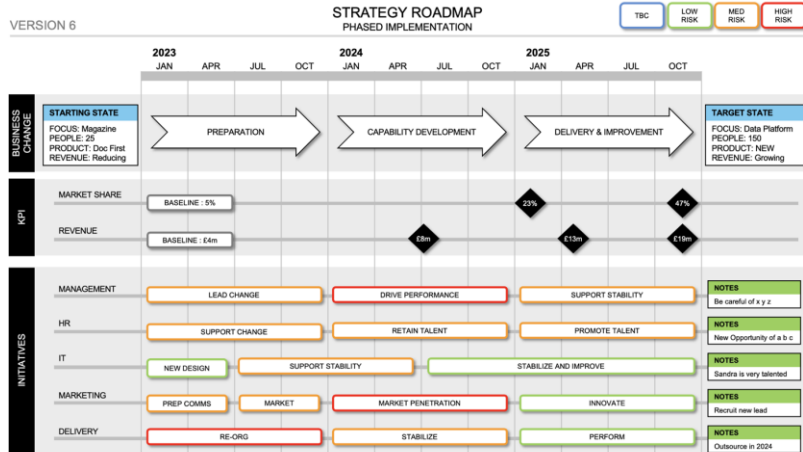 VERSION 6
STRATEGY ROADMAP
PHASED IMPLEMENTATION
TBC
LOW
RISK
MED
RISK
HIGH
RISK
2023
2024
2025
JAN APR JUL OCT JAN APR JUL OCT JAN APR JUL OCT
BUSINESS
CHANGE
STARTING STATE
FOCUS: Magazine
PEOPLE: 25
PRODUCT: Doc First
REVENUE: Reducing
PREPARATION
CAPABILITY DEVELOPMENT
DELIVERY & IMPROVEMENT
TARGET STATE
FOCUS: Data Platform
PEOPLE: 150
PRODUCT: NEW
REVENUE: Growing
KPI
MARKET SHARE
BASELINE : 5%
23%
47%
REVENUE
BASELINE : £4m
£8m
£13m
£19m
INITIATIVES
MANAGEMENT
LEAD CHANGE
DRIVE PERFORMANCE
SUPPORT STABILITY
NOTES
Be careful of x y z
HR
SUPPORT CHANGE
RETAIN TALENT
PROMOTE TALENT
NOTES
New Opportunity of a b c
IT
NEW DESIGN
SUPPORT STABILITY
STABILIZE AND IMPROVE
NOTES
Sandra is very talented
MARKETING
PREP COMMS
MARKET
MARKET PENETRATION
INNOVATE
NOTES
Recruit new lead
DELIVERY
RE-ORG
STABILIZE
PERFORM
NOTES
Outsource in 2024